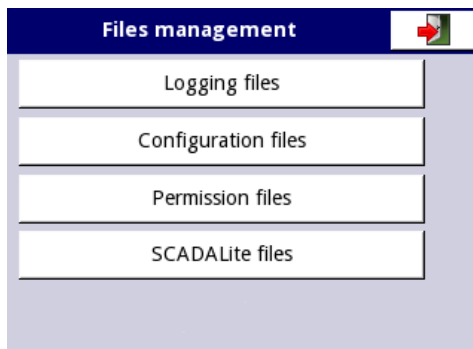 Files management
Logging files
Configuration files
Permission files
SCADALite files